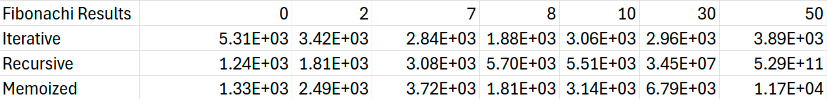 Fibonachi Results 0 2 7 8 10 30 50
Iterative 5.31E+03 3.42E+03 2.84E+03 1.88E+03 3.06E+03 2.96E+03 3.89E+03
Recursive 1.24E+03 1.81E+03 3.08E+03 5.70E+03 5.51E+03 3.45E+07 5.29E+11
Memoized 1.33E+03 2.49E+03 3.72E+03 1.81E+03 3.14E+03 6.79E+03 1.17E+04